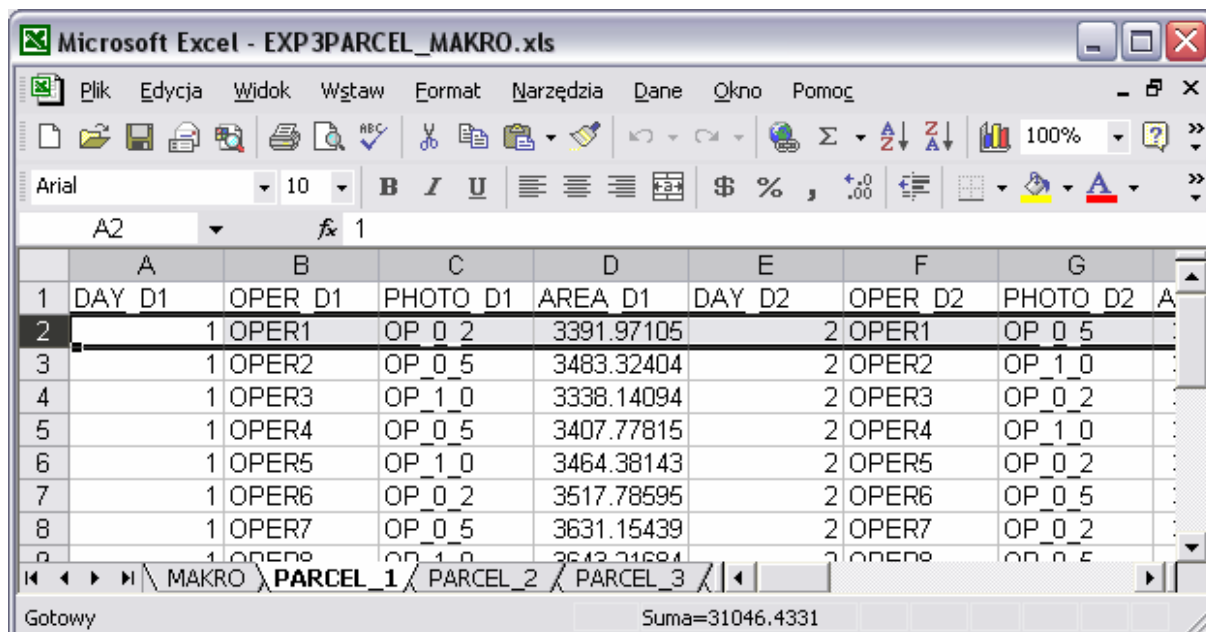 Microsoft Excel - EXP3PARCEL_MAKRO.xls
Plik Edycja Widok Wstaw Format Narzędzia Dane Okno Pomoc
100%
Arial 10 B I U $ % ,
A2 fx 1
A B C D E F G
1 DAY_D1 OPER_D1 PHOTO_D1 AREA_D1 DAY_D2 OPER_D2 PHOTO_D2 A
2 1 OPER1 OP_0_2 3391.97105 2 OPER1 OP_0_5
3 1 OPER2 OP_0_5 3483.32404 2 OPER2 OP_1_0
4 1 OPER3 OP_1_0 3338.14094 2 OPER3 OP_0_2
5 1 OPER4 OP_0_5 3407.77815 2 OPER4 OP_1_0
6 1 OPER5 OP_1_0 3464.38143 2 OPER5 OP_0_2
7 1 OPER6 OP_0_2 3517.78595 2 OPER6 OP_0_5
8 1 OPER7 OP_0_5 3631.15439 2 OPER7 OP_0_2
MAKRO PARCEL_1 PARCEL_2 PARCEL_3
Gotowy Suma=31046.4331